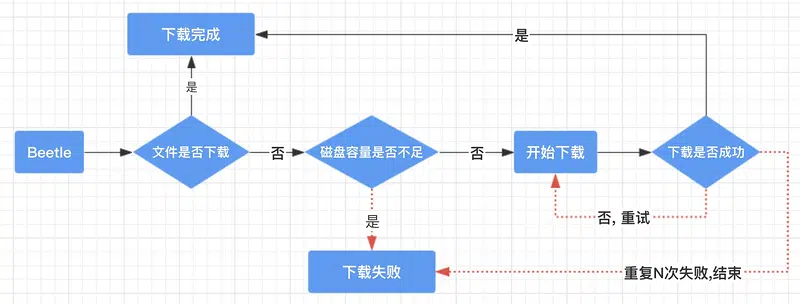 下载完成
是
是
Beetle
文件是否下载
否
磁盘容量是否不足
否
开始下载
下载是否成功
是
否, 重试
下载失败
重复N次失败,结束